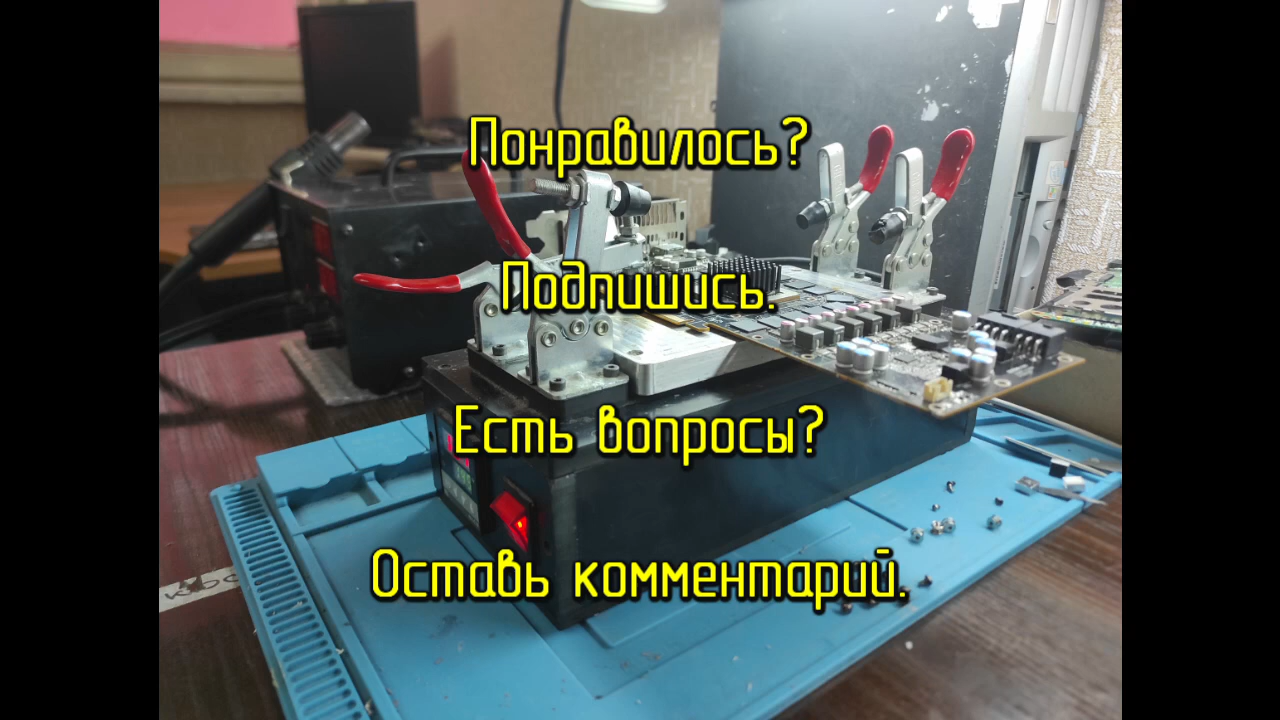 Понравилось?
Подпишись.
Есть вопросы?
Оставь комментарий.